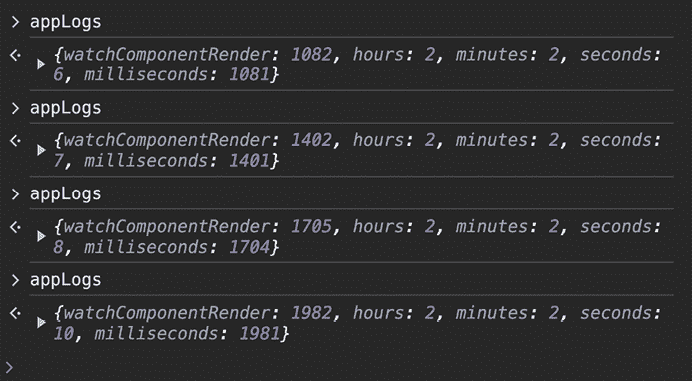 > appLogs
{watchComponentRender: 1082, hours: 2, minutes: 2, seconds:
6, milliseconds: 1081}
> appLogs
{watchComponentRender: 1402, hours: 2, minutes: 2, seconds:
7, milliseconds: 1401}
> appLogs
{watchComponentRender: 1705, hours: 2, minutes: 2, seconds:
8, milliseconds: 1704}
> appLogs
{watchComponentRender: 1982, hours: 2, minutes: 2, seconds:
10, milliseconds: 1981}
>